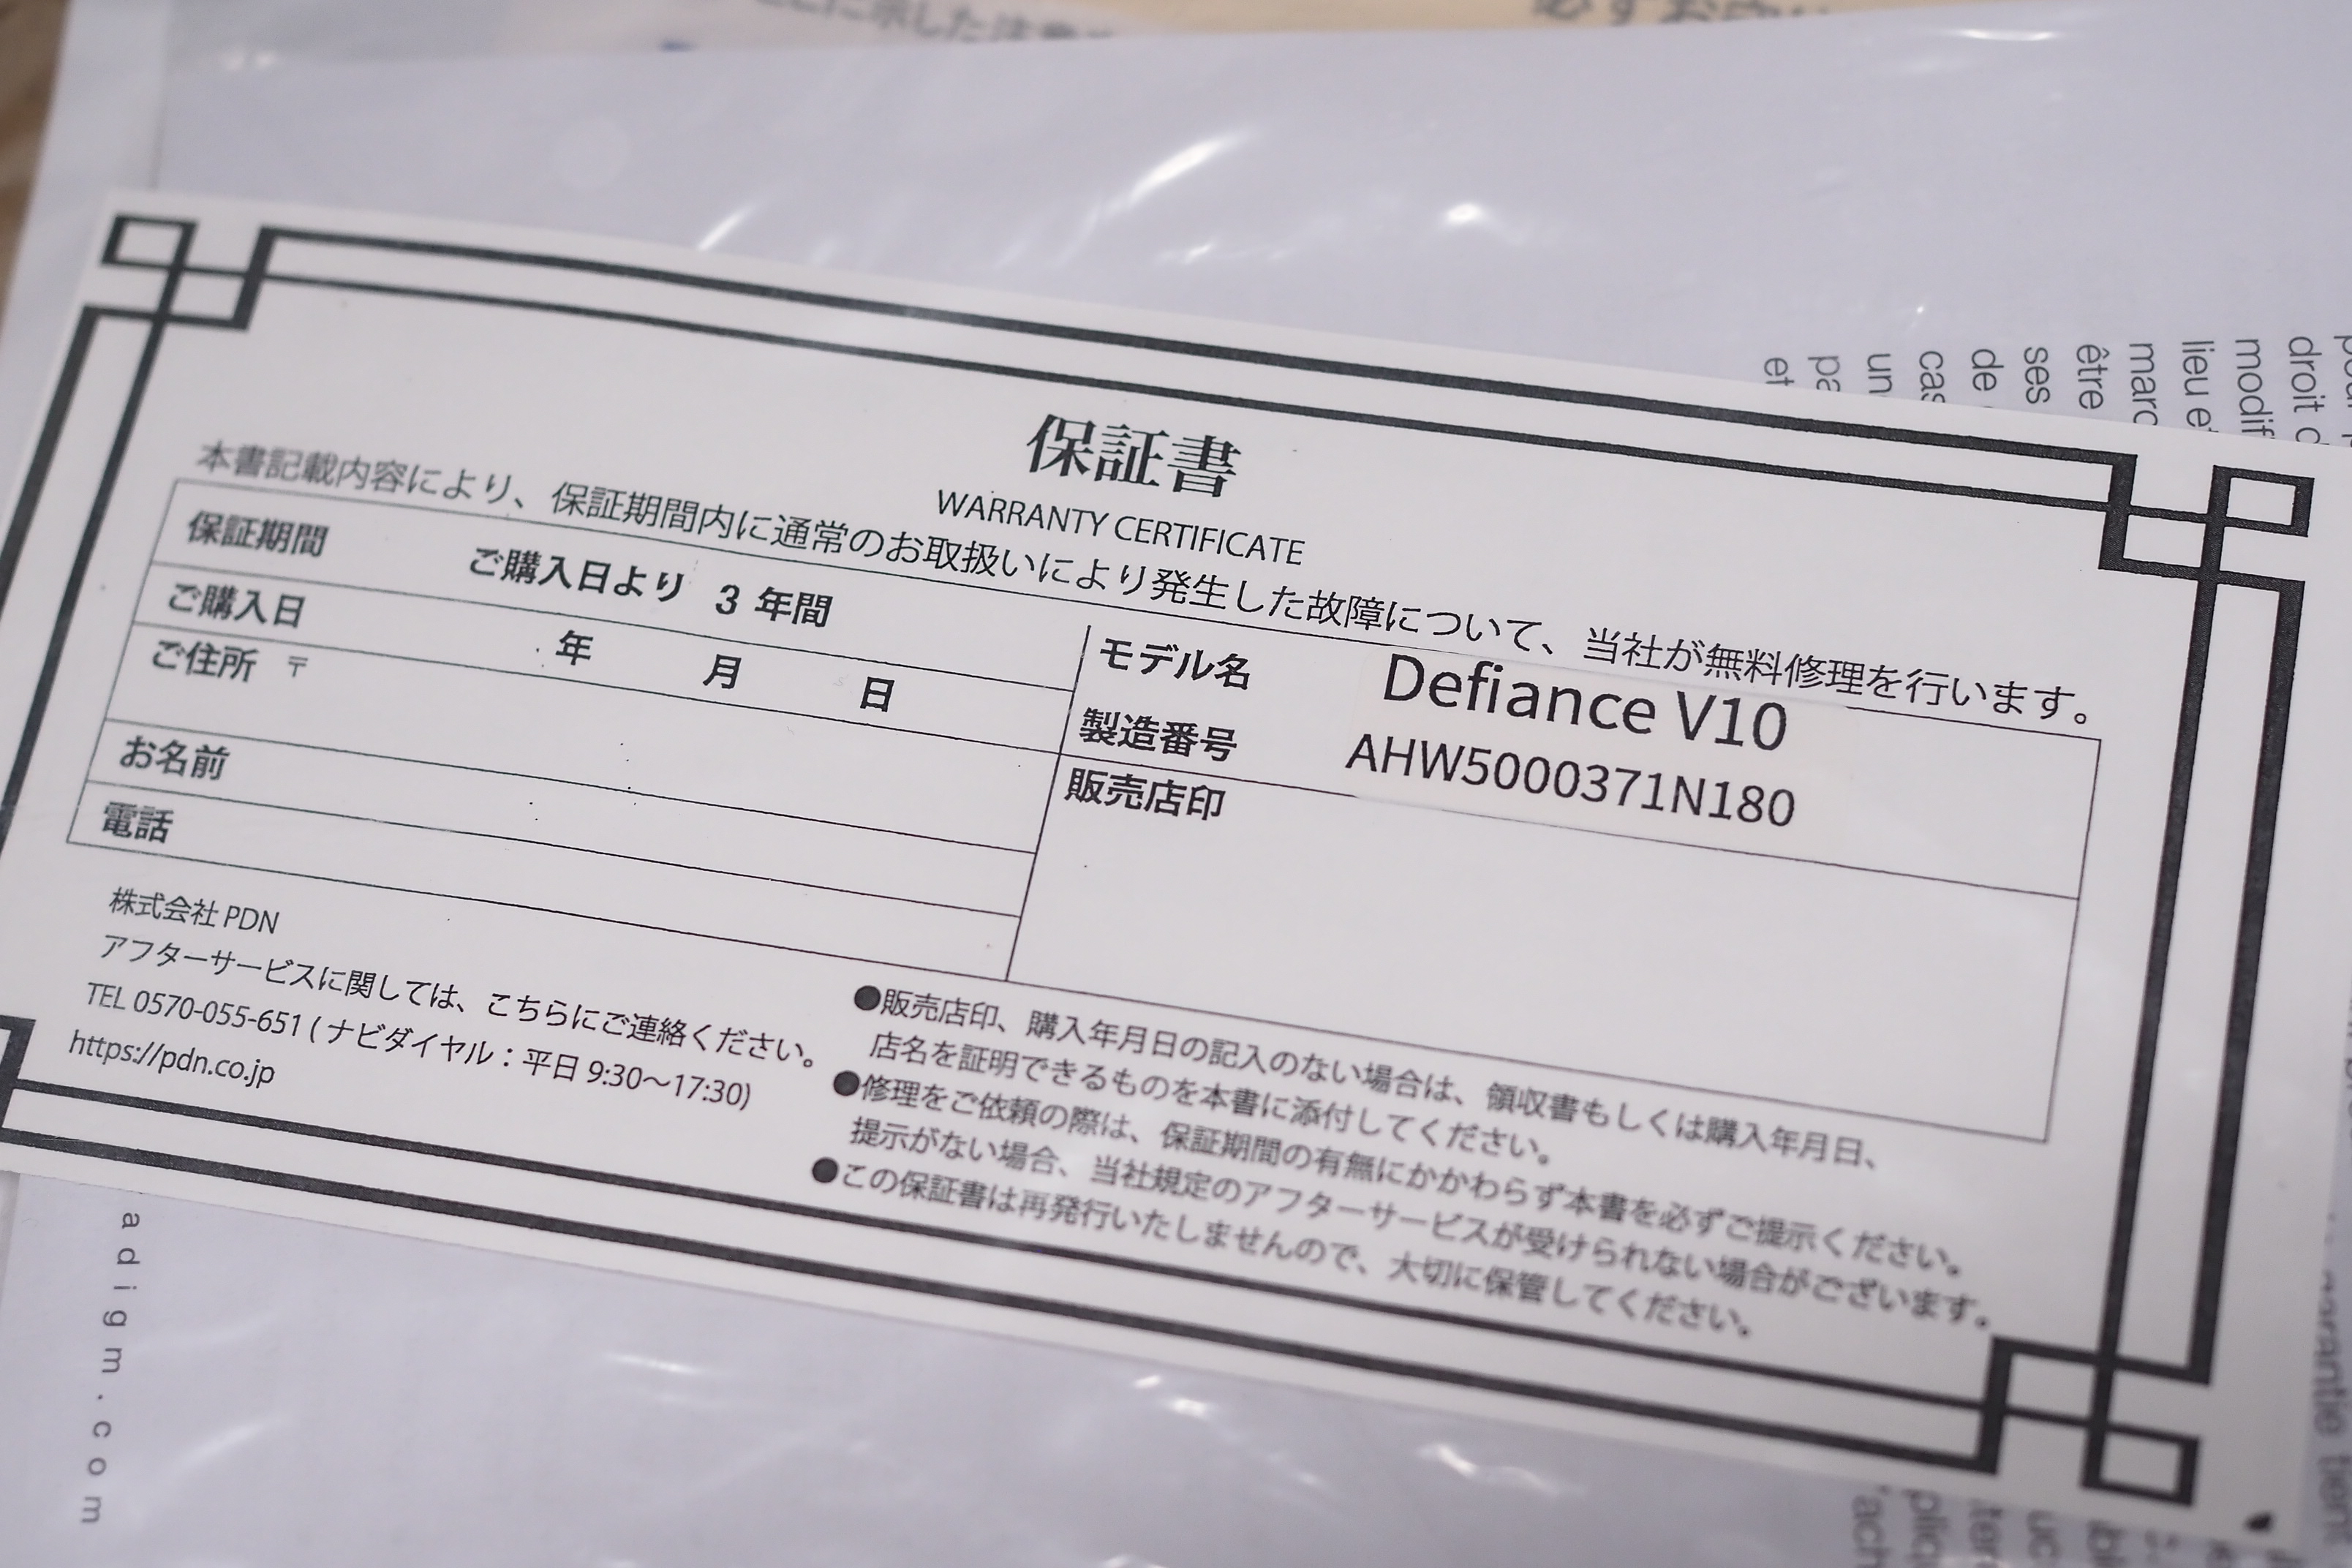 保証書
WARRANTY CERTIFICATE
本書記載内容により、保証期間内に通常のお取扱いにより発生した故障について、当社が無料修理を行います。
保証期間 ご購入日より 3 年間
ご購入日 年 月 日
ご住所 〒
お名前
電話
モデル名 Defiance V10
製造番号 AHW5000371N180
販売店印
株式会社 PDN
アフターサービスに関しては、こちらにご連絡ください。
TEL 0570-055-651 ( ナビダイヤル：平日 9:30～17:30)
https://pdn.co.jp
●販売店印、購入年月日の記入のない場合は、領収書もしくは購入年月日、
店名を証明できるものを本書に添付してください。
●修理をご依頼の際は、保証期間の有無にかかわらず本書を必ずご提示ください。
提示がない場合、当社規定のアフターサービスが受けられない場合がございます。
●この保証書は再発行いたしませんので、大切に保管してください。
adigm.com
droit
modif
lieu et
être
ses
de
cas
un
et